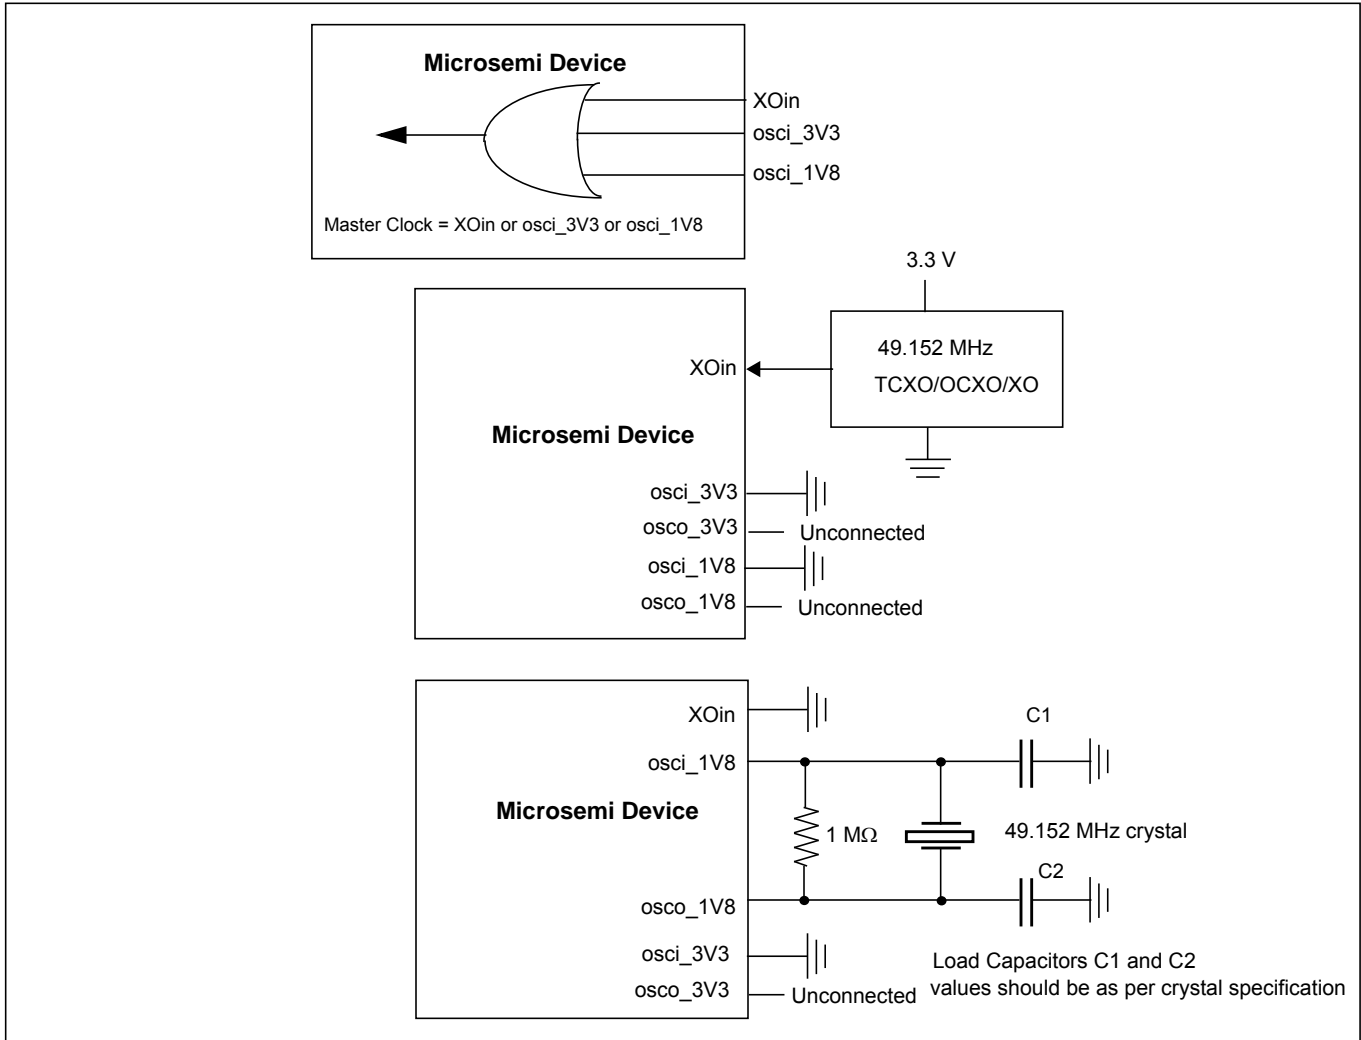 Microsemi Device
XOin
osci_3V3
osci_1V8
Master Clock = XOin or osci_3V3 or osci_1V8
3.3 V
49.152 MHz
TCXO/OCXO/XO
XOin
Microsemi Device
osci_3V3
osco_3V3
Unconnected
osci_1V8
osco_1V8
Unconnected
XOin
C1
osci_1V8
Microsemi Device
1 MΩ
49.152 MHz crystal
C2
osco_1V8
osci_3V3
osco_3V3
Unconnected
Load Capacitors C1 and C2
values should be as per crystal specification